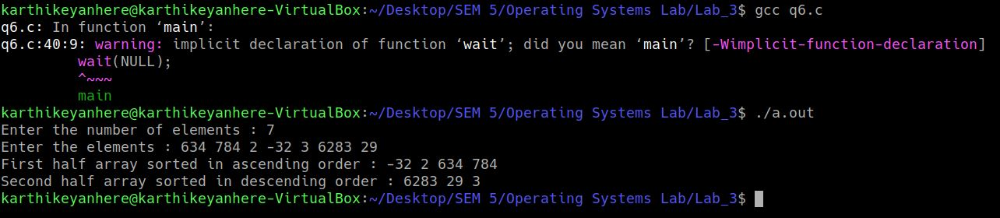 karthikeyanhere@karthikeyanhere-VirtualBox:~/Desktop/SEM 5/Operating Systems Lab/Lab_3$ gcc q6.c
q6.c: In function ‘main’:
q6.c:40:9: warning: implicit declaration of function ‘wait’; did you mean ‘main’? [-Wimplicit-function-declaration]
         wait(NULL);
         ^~~~
         main
karthikeyanhere@karthikeyanhere-VirtualBox:~/Desktop/SEM 5/Operating Systems Lab/Lab_3$ ./a.out
Enter the number of elements : 7
Enter the elements : 634 784 2 -32 3 6283 29
First half array sorted in ascending order : -32 2 634 784
Second half array sorted in descending order : 6283 29 3
karthikeyanhere@karthikeyanhere-VirtualBox:~/Desktop/SEM 5/Operating Systems Lab/Lab_3$